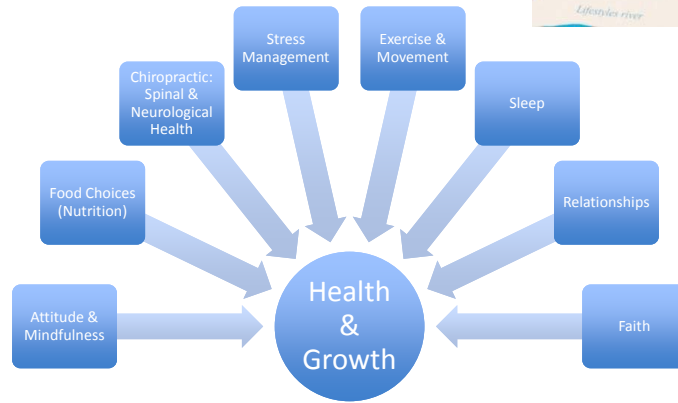 Lifestyles river
Stress
Management
Exercise &
Movement
Chiropractic:
Spinal &
Neurological
Health
Sleep
Food Choices
(Nutrition)
Relationships
Attitude &
Mindfulness
Health
&
Growth
Faith